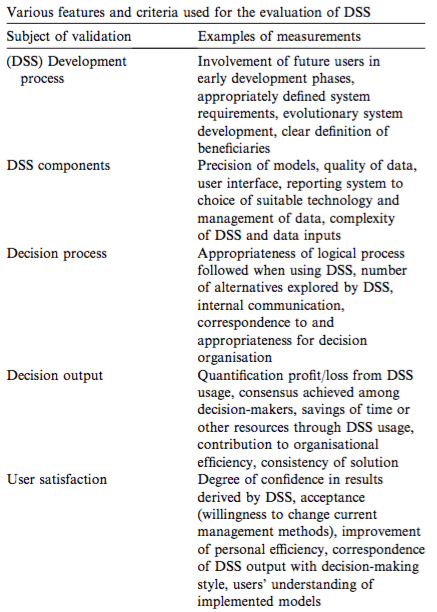 Various features and criteria used for the evaluation of DSS
Subject of validation Examples of measurements
(DSS) Development process Involvement of future users in
early development phases,
appropriately defined system
requirements, evolutionary system
development, clear definition of
beneficiaries
DSS components Precision of models, quality of data,
user interface, reporting system to
choice of suitable technology and
management of data, complexity
of DSS and data inputs
Decision process Appropriateness of logical process
followed when using DSS, number
of alternatives explored by DSS,
internal communication,
correspondence to and
appropriateness for decision
organisation
Decision output Quantification profit/loss from DSS
usage, consensus achieved among
decision-makers, savings of time or
other resources through DSS usage,
contribution to organisational
efficiency, consistency of solution
User satisfaction Degree of confidence in results
derived by DSS, acceptance
(willingness to change current
management methods), improvement
of personal efficiency, correspondence
of DSS output with decision-making
style, users' understanding of
implemented models